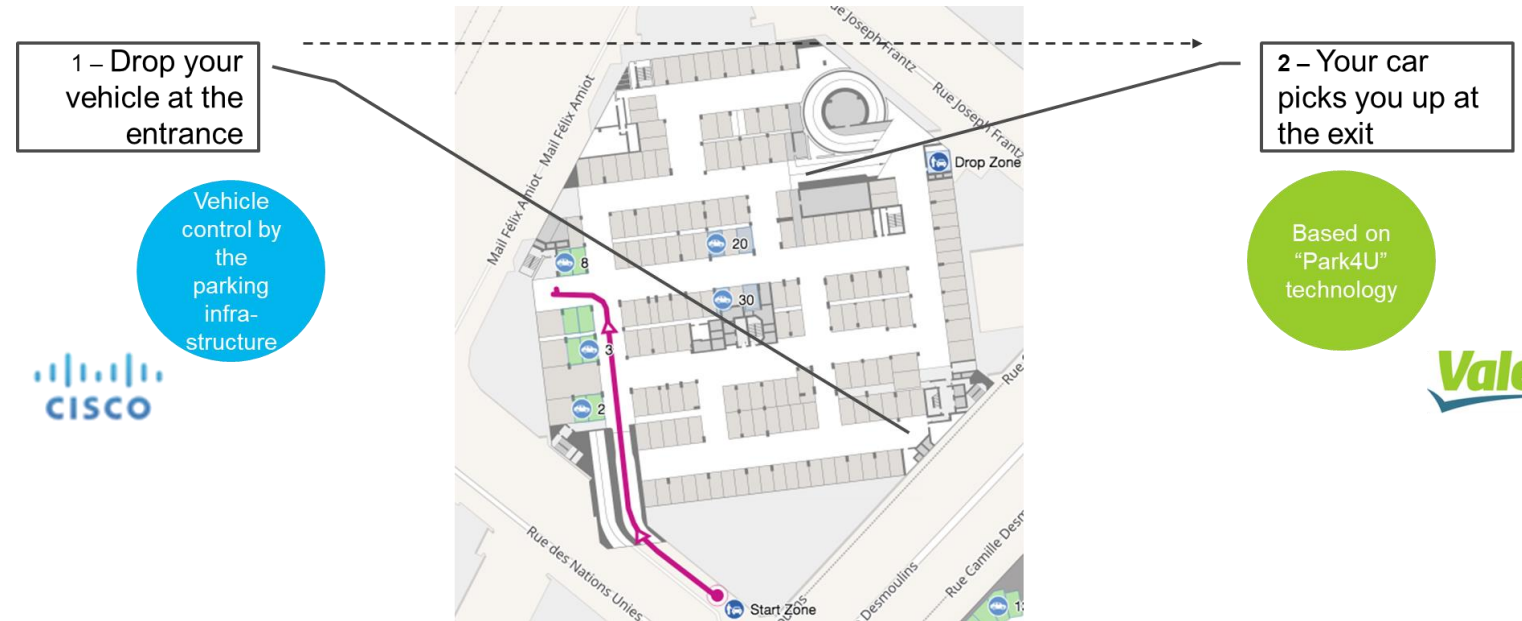 1 – Drop your
vehicle at the
entrance
2 – Your car
picks you up at
the exit
Vehicle
control by
the
parking
infra-
structure
CISCO
Based on
“Park4U”
technology
Rue Joseph Frantz
Rue Joseph Frantz
Mail Félix Amiot
Mail Félix Amiot
Drop Zone
20
8
30
3
2
Rue des Nations Unies
Start Zone
Desmoulins
Rue Camille Desm